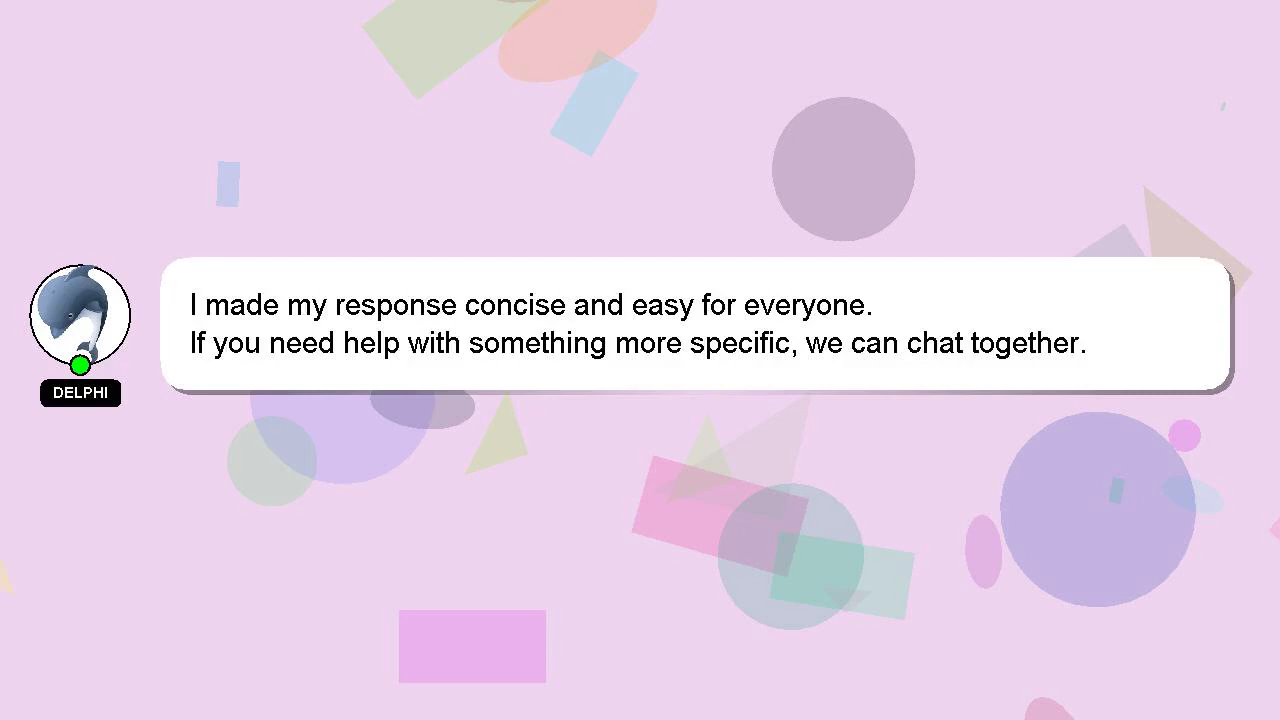 I made my response concise and easy for everyone.
If you need help with something more specific, we can chat together.
DELPHI